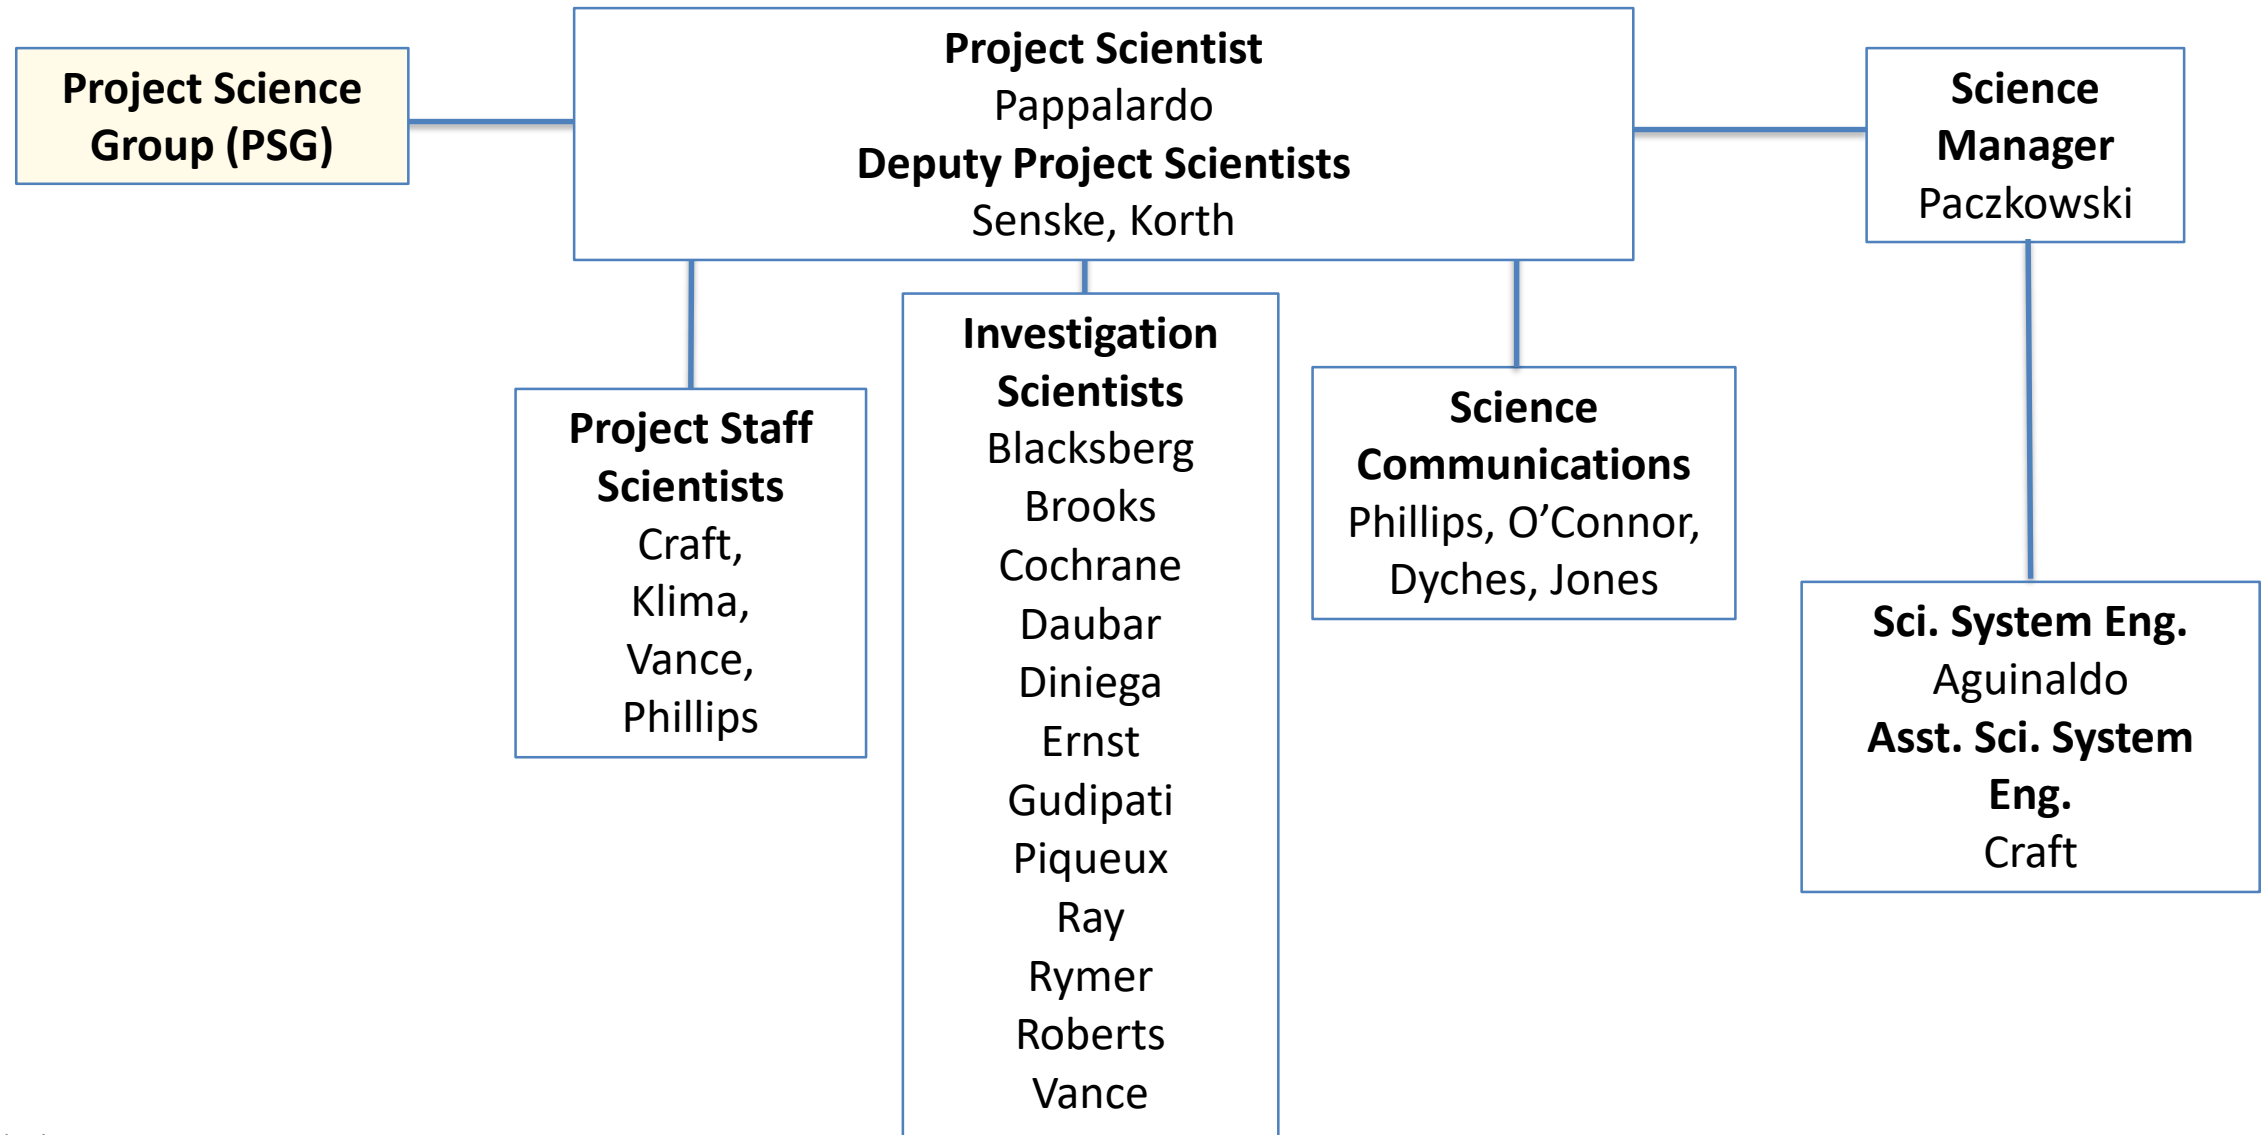 Project Science
Group (PSG)
Project Scientist
Pappalardo
Deputy Project Scientists
Senske, Korth
Science
Manager
Paczkowski
Project Staff
Scientists
Craft,
Klima,
Vance,
Phillips
Investigation
Scientists
Blacksberg
Brooks
Cochrane
Daubar
Diniega
Ernst
Gudipati
Piqueux
Ray
Rymer
Roberts
Vance
Science
Communications
Phillips, O’Connor,
Dyches, Jones
Sci. System Eng.
Aguinaldo
Asst. Sci. System
Eng.
Craft